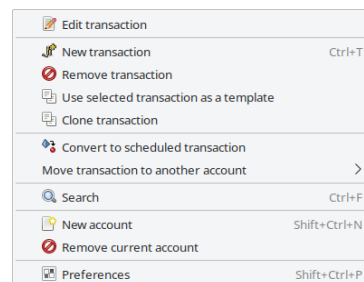 Edit transaction
New transaction Ctrl+T
Remove transaction
Use selected transaction as a template
Clone transaction
Convert to scheduled transaction
Move transaction to another account
Search Ctrl+F
New account Shift+Ctrl+N
Remove current account
Preferences Shift+Ctrl+P